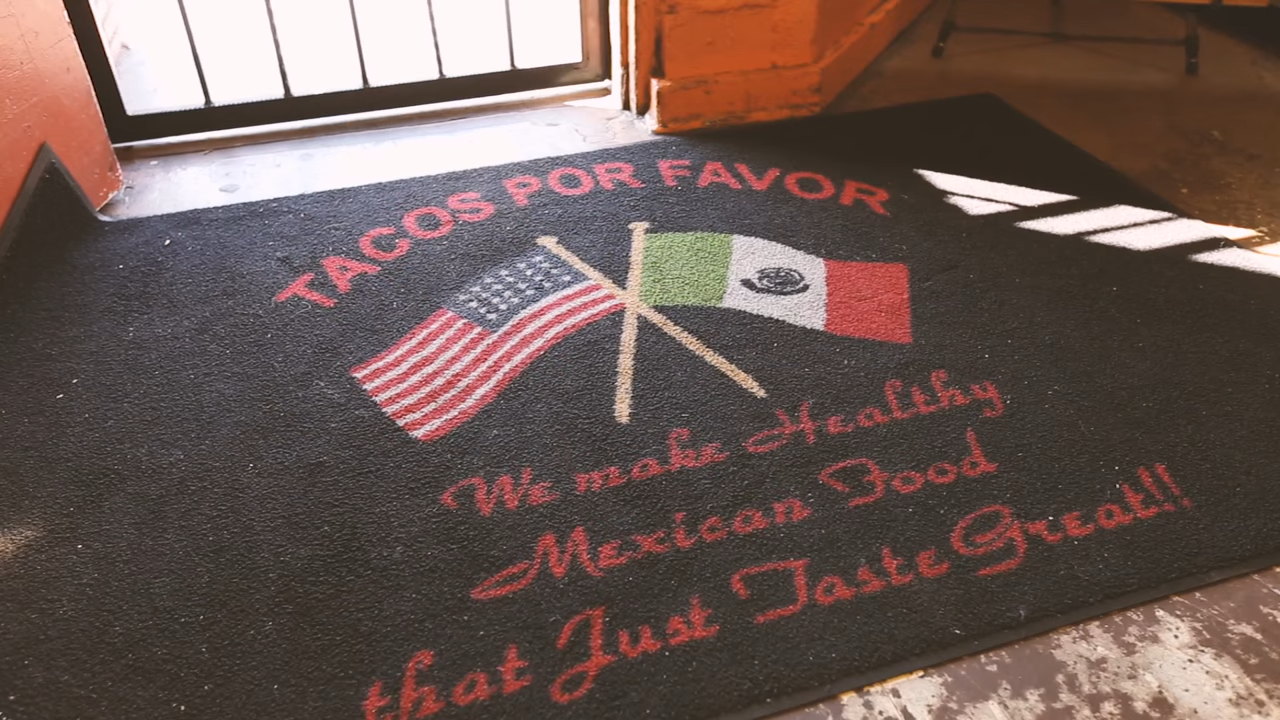 TACOS POR FAVOR
We make Healthy
Mexican Food
that Just Taste Great!!